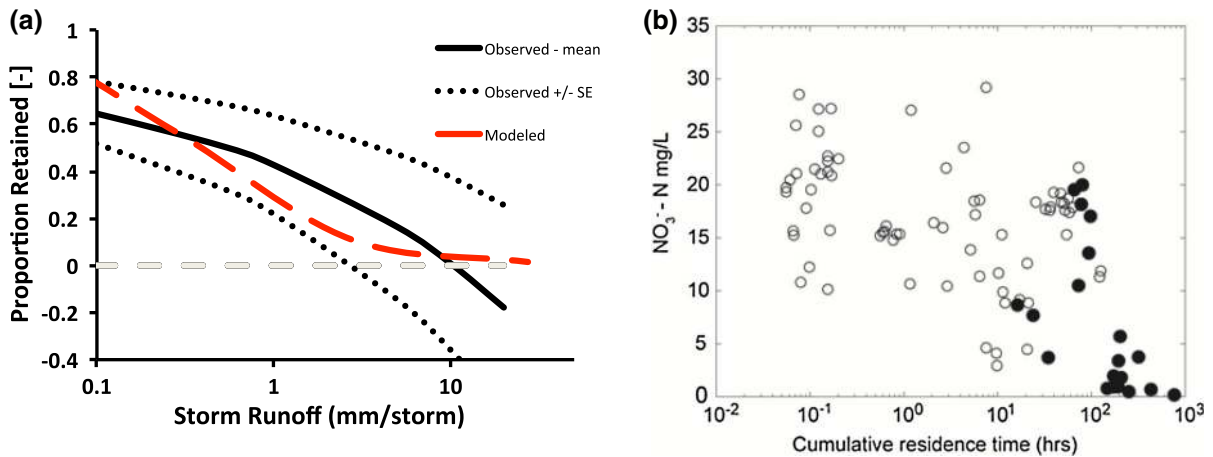 (a)
Proportion Retained [-]
1
0.8
0.6
0.4
0.2
0
-0.2
-0.4
0.1
1
10
Storm Runoff (mm/storm)
Observed - mean
Observed +/- SE
Modeled
(b)
NO₃⁻ - N mg/L
35
30
25
20
15
10
5
0
10⁻²
10⁻¹
10⁰
10¹
10²
10³
Cumulative residence time (hrs)